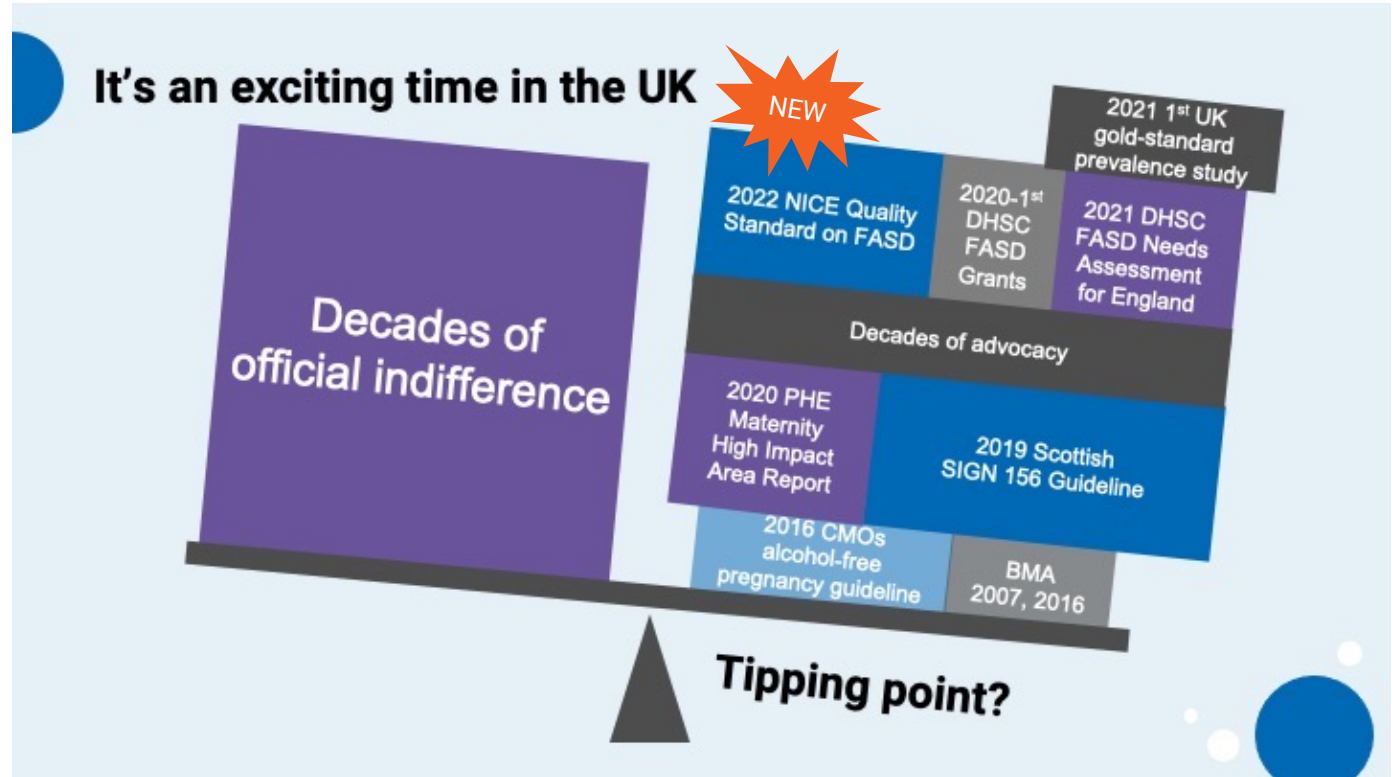 It's an exciting time in the UK
NEW
2021 1st UK
gold-standard
prevalence study
Decades of
official indifference
2022 NICE Quality
Standard on FASD
2020-1st
DHSC
FASD
Grants
2021 DHSC
FASD Needs
Assessment
for England
Decades of advocacy
2020 PHE
Maternity
High Impact
Area Report
2019 Scottish
SIGN 156 Guideline
2016 CMOs
alcohol-free
pregnancy guideline
BMA
2007, 2016
Tipping point?